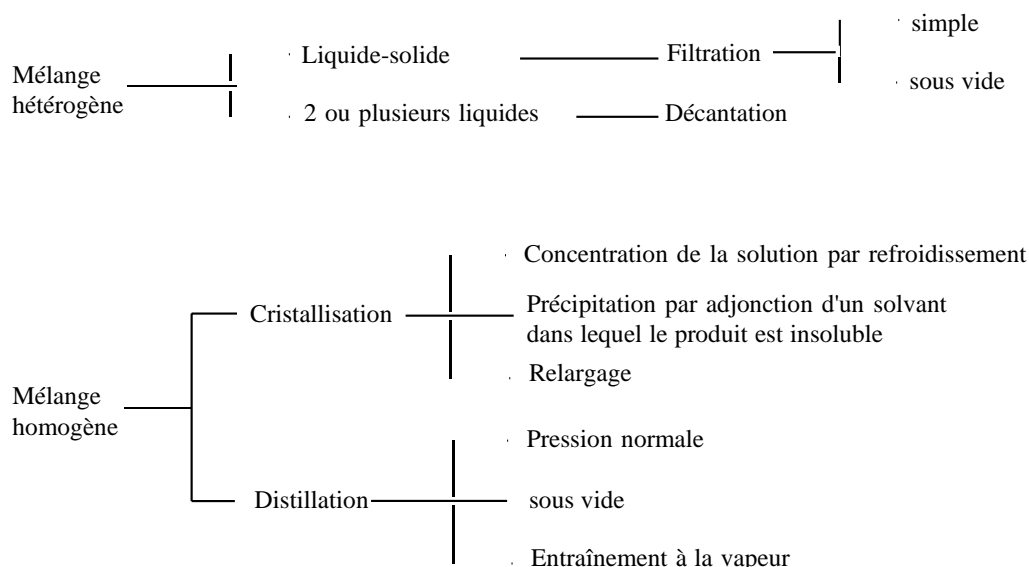 simple
Liquide-solide
Filtration
Mélange
hétérogène
sous vide
2 ou plusieurs liquides
Décantation
Concentration de la solution par refroidissement
Cristallisation
Précipitation par adjonction d'un solvant
dans lequel le produit est insoluble
Relargage
Mélange
homogène
Pression normale
Distillation
sous vide
Entraînement à la vapeur